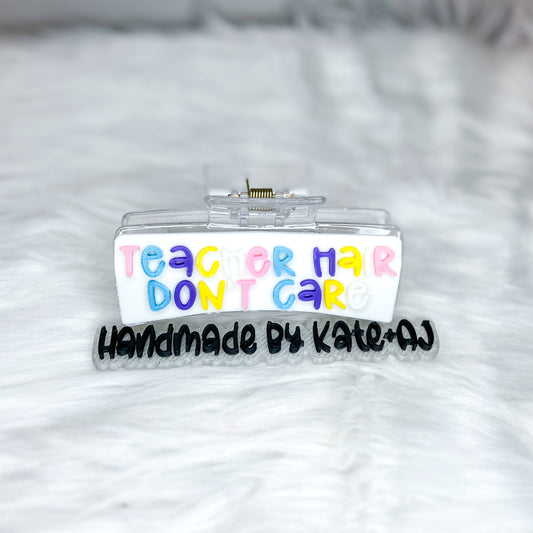 TeacHer Hair
DON'T Care
Handmade By Kate+AJ